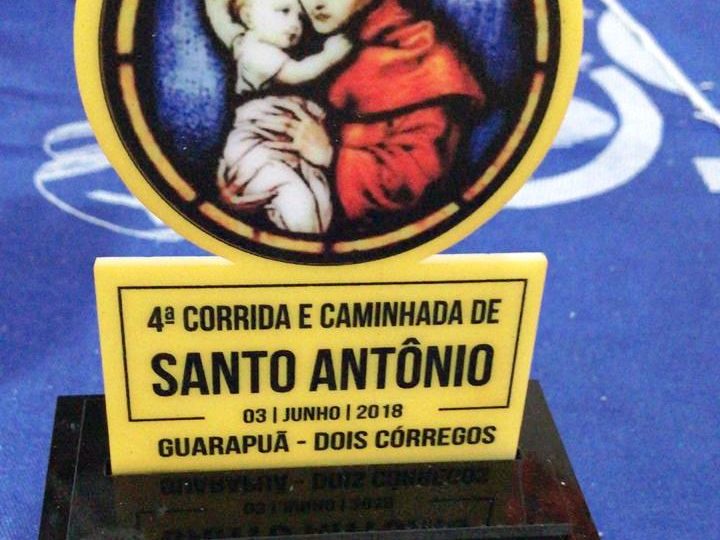 4ª CORRIDA E CAMINHADA DE
SANTO ANTÔNIO
03 | JUNHO | 2018
GUARAPUÃ - DOIS CÓRREGOS